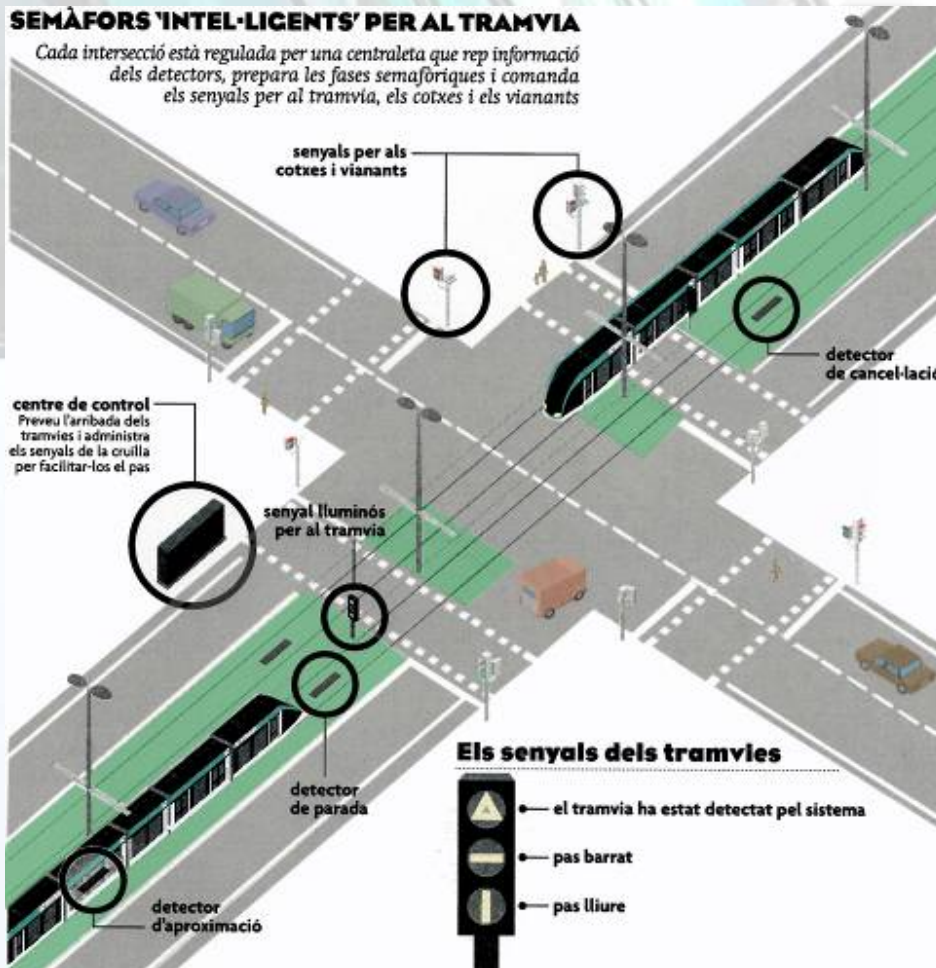 SEMÀFORS 'INTEL·LIGENTS' PER AL TRAMVIA
Cada intersecció està regulada per una centraleta que rep informació
dels detectors, prepara les fases semafòriques i comanda
els senyals per al tramvia, els cotxes i els vianants
senyals per als
cotxes i vianants
detector
de cancel·lació
centre de control
Preveu l'arribada dels
tramvies i administra
els senyals de la cruïlla
per facilitar-los el pas
senyal lluminós
per al tramvia
detector
de parada
detector
d'aproximació
Els senyals dels tramvies
el tramvia ha estat detectat pel sistema
pas barrat
pas lliure